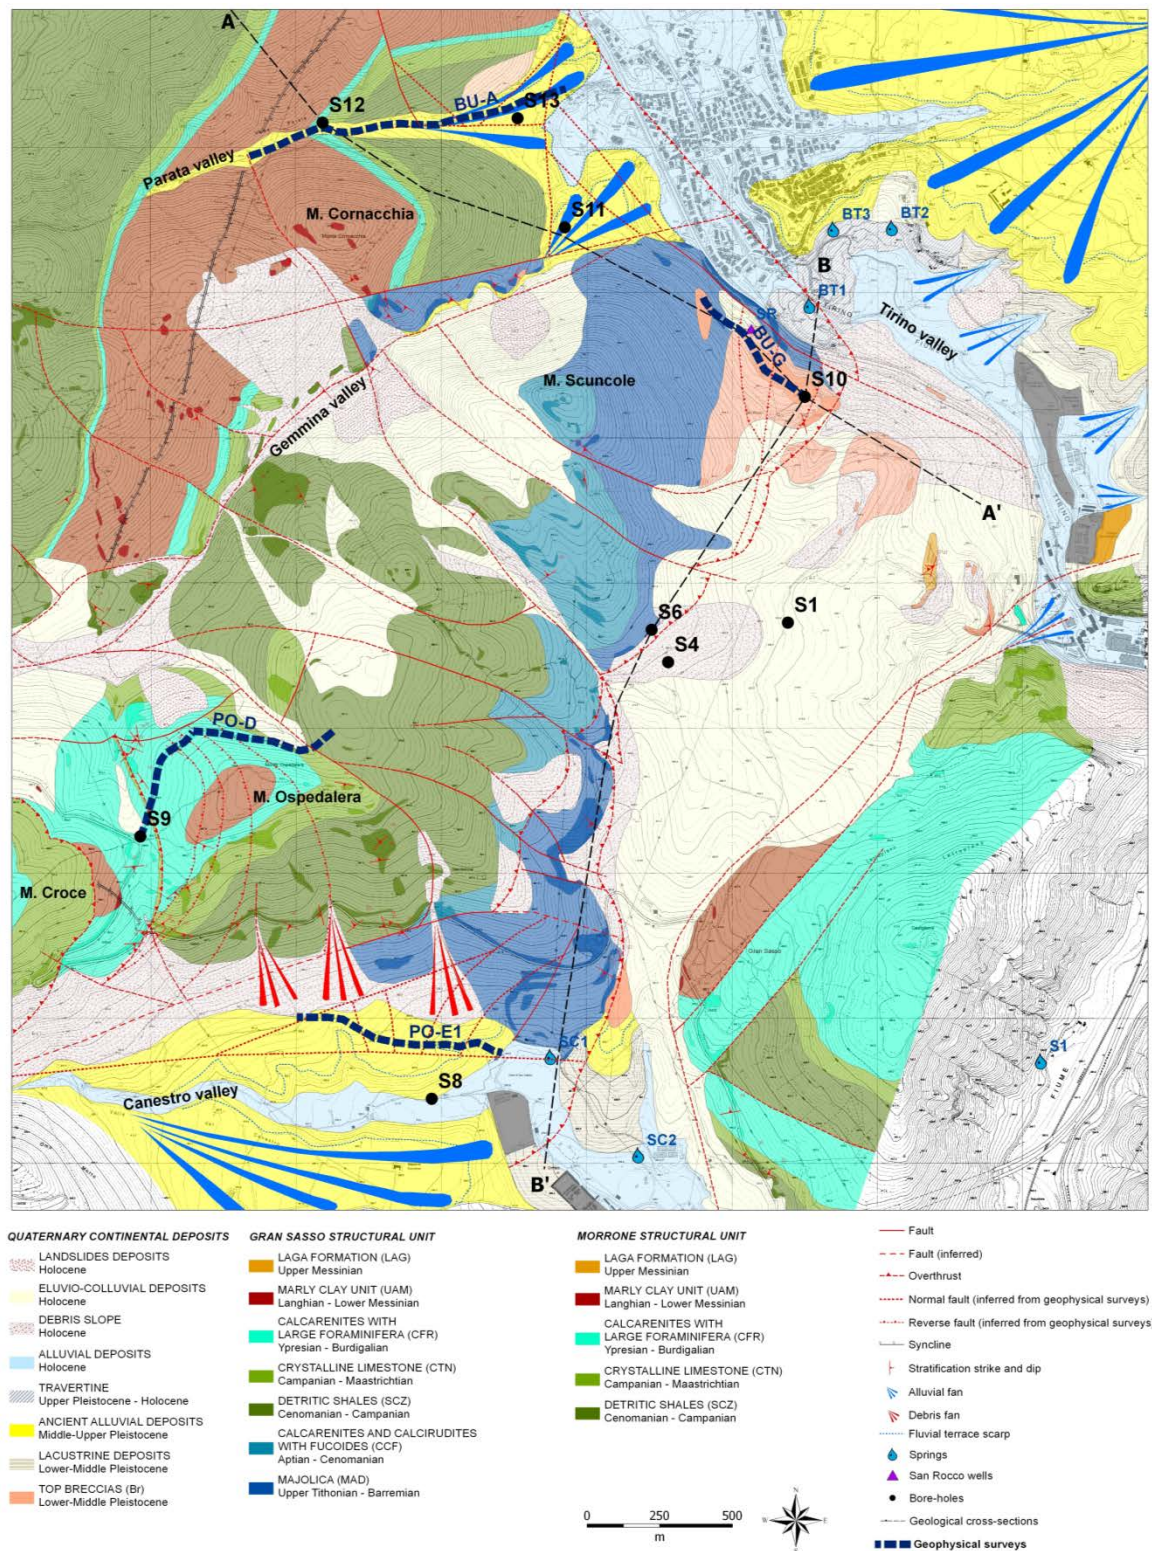 A
S12
BU-A
S13
Parata valley
M. Cornacchia
S11
BT3
BT2
B
BT1
TIRINO
Tirino valley
SR
BU-G
M. Scuncole
S10
Gemmina valley
A'
TIRINO
S6
S1
S4
PO-D
M. Ospedalera
S9
M. Croce
PO-E1
SC1
S1
FIUME
S8
Canestro valley
SC2
B'
QUATERNARY CONTINENTAL DEPOSITS
LANDSLIDES DEPOSITS
Holocene
ELUVIO-COLLUVIAL DEPOSITS
Holocene
DEBRIS SLOPE
Holocene
ALLUVIAL DEPOSITS
Holocene
TRAVERTINE
Upper Pleistocene - Holocene
ANCIENT ALLUVIAL DEPOSITS
Middle-Upper Pleistocene
LACUSTRINE DEPOSITS
Lower-Middle Pleistocene
TOP BRECCIAS (Br)
Lower-Middle Pleistocene
GRAN SASSO STRUCTURAL UNIT
LAGA FORMATION (LAG)
Upper Messinian
MARLY CLAY UNIT (UAM)
Langhian - Lower Messinian
CALCARENITES WITH
LARGE FORAMINIFERA (CFR)
Ypresian - Burdigalian
CRYSTALLINE LIMESTONE (CTN)
Campanian - Maastrichtian
DETRITIC SHALES (SCZ)
Cenomanian - Campanian
CALCARENITES AND CALCIRUDITES
WITH FUCOIDES (CCF)
Aptian - Cenomanian
MAJOLICA (MAD)
Upper Tithonian - Barremian
MORRONE STRUCTURAL UNIT
LAGA FORMATION (LAG)
Upper Messinian
MARLY CLAY UNIT (UAM)
Langhian - Lower Messinian
CALCARENITES WITH
LARGE FORAMINIFERA (CFR)
Ypresian - Burdigalian
CRYSTALLINE LIMESTONE (CTN)
Campanian - Maastrichtian
DETRITIC SHALES (SCZ)
Cenomanian - Campanian
0 250 500
m
N
W E
S
Fault
Fault (inferred)
Overthrust
Normal fault (inferred from geophysical surveys)
Reverse fault (inferred from geophysical surveys
Syncline
Stratification strike and dip
Alluvial fan
Debris fan
Fluvial terrace scarp
Springs
San Rocco wells
Bore-holes
Geological cross-sections
Geophysical surveys